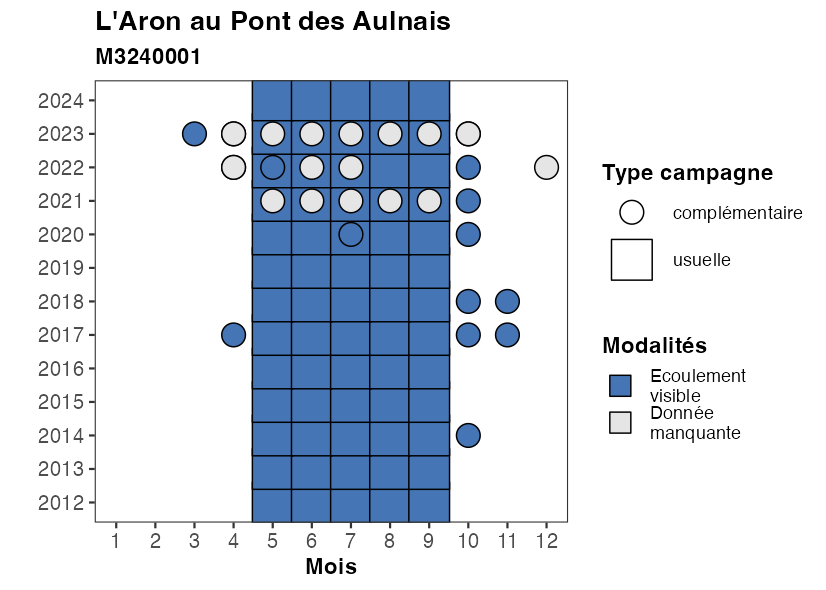 L'Aron au Pont des Aulnais
M3240001
2024
2023
2022
2021
2020
2019
2018
2017
2016
2015
2014
2013
2012
1 2 3 4 5 6 7 8 9 10 11 12
Mois
Type campagne
complémentaire
usuelle
Modalités
Ecoulement
visible
Donnée
manquante